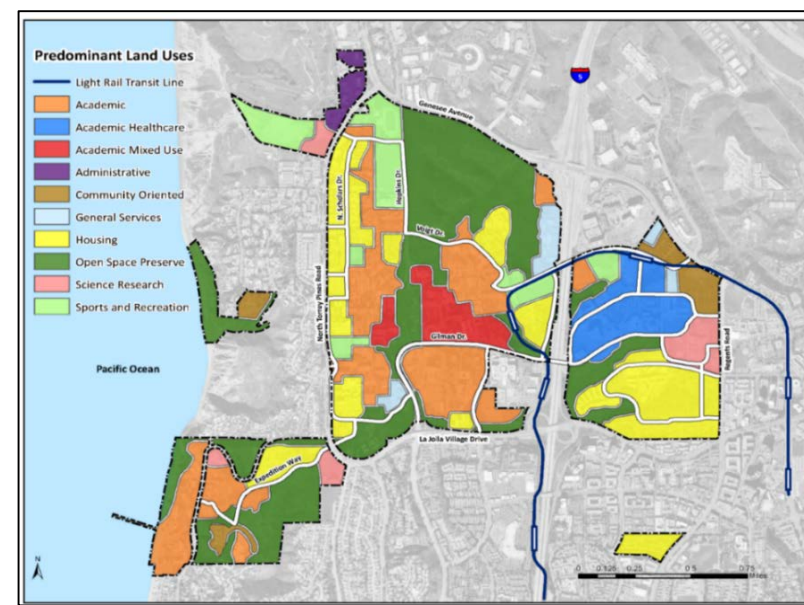 Predominant Land Uses
Light Rail Transit Line
Academic
Academic Healthcare
Academic Mixed Use
Administrative
Community Oriented
General Services
Housing
Open Space Preserve
Science Research
Sports and Recreation
Pacific Ocean
5
Genesee Avenue
N. Scholars Dr.
Hopkins Dr.
Voigt Dr.
North Torrey Pines Road
Gilman Dr.
Regents Road
La Jolla Village Drive
Expedition Way
N
0 0.125 0.25 0.5 0.75
Miles